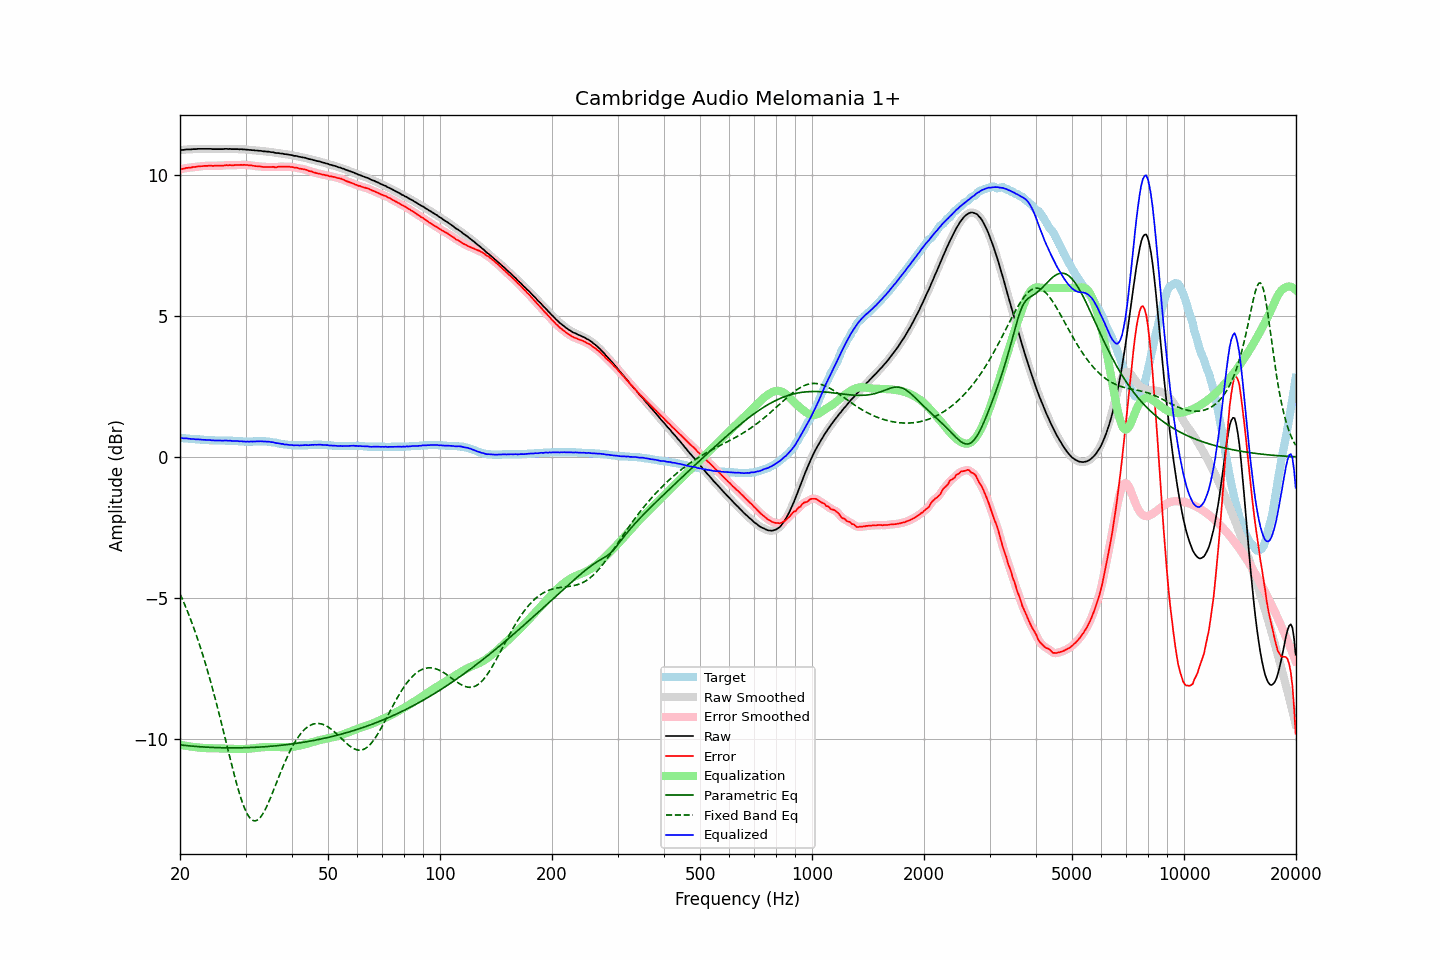 Cambridge Audio Melomania 1+
Amplitude (dBr)
10
5
0
−5
−10
Target
Raw Smoothed
Error Smoothed
Raw
Error
Equalization
Parametric Eq
Fixed Band Eq
Equalized
20 50 100 200 500 1000 2000 5000 10000 20000
Frequency (Hz)